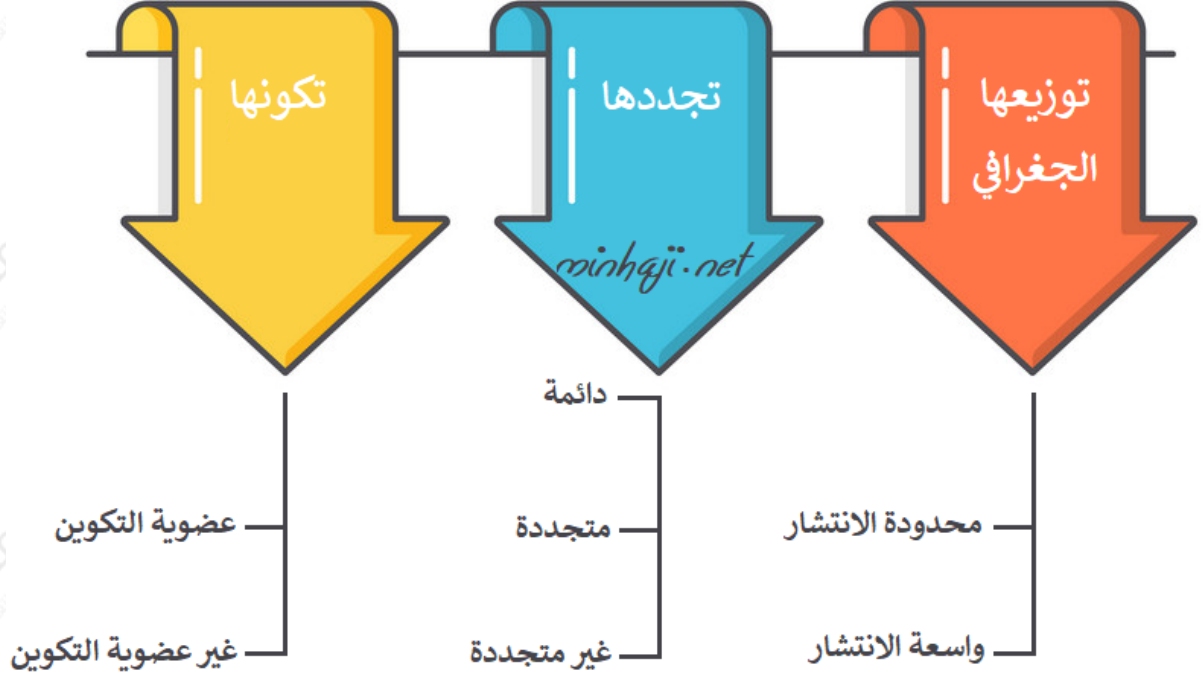 توزيعها
الجغرافي
محدودة الانتشار
واسعة الانتشار
تجددها
minhaji.net
دائمة
متجددة
غير متجددة
تكونها
عضوية التكوين
غير عضوية التكوين